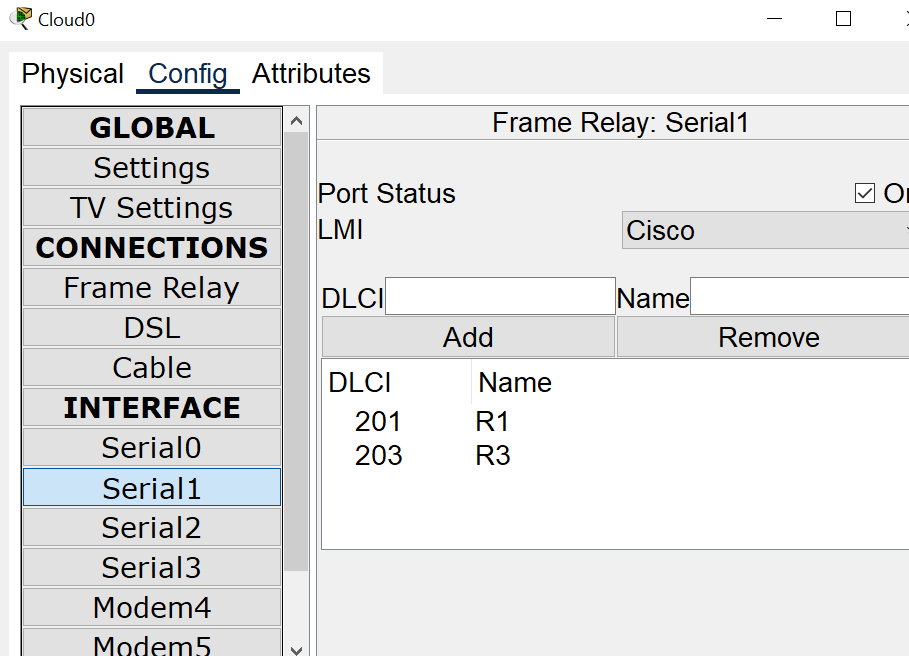 Cloud0
Physical Config Attributes
GLOBAL
Settings
TV Settings
CONNECTIONS
Frame Relay
DSL
Cable
INTERFACE
Serial0
Serial1
Serial2
Serial3
Modem4
Modem5
Frame Relay: Serial1
Port Status
LMI Cisco
DLCI Name
Add Remove
DLCI Name
201 R1
203 R3